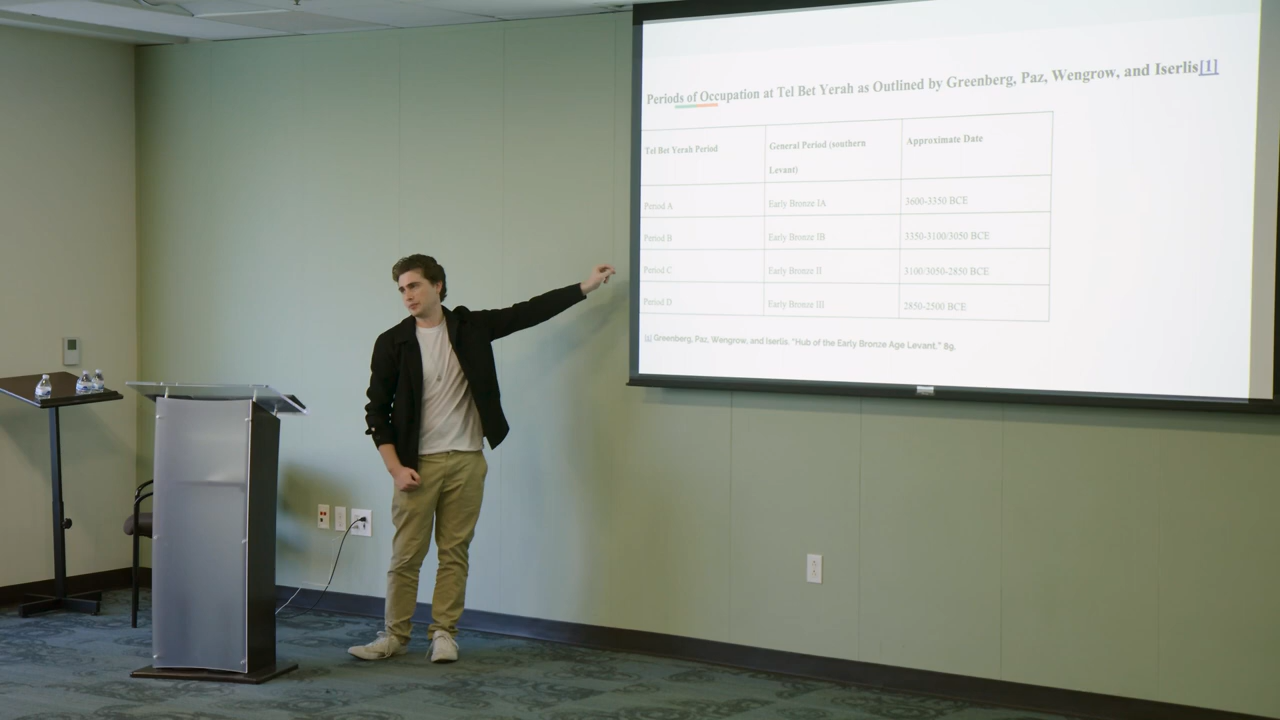 Periods of Occupation at Tel Bet Yerah as Outlined by Greenberg, Paz, Wengrow, and Iserlis[1]
Tel Bet Yerah Period
General Period (southern
Levant)
Approximate Date
Period A
Early Bronze IA
3600-3350 BCE
Period B
Early Bronze IB
3350-3100/3050 BCE
Period C
Early Bronze II
3100/3050-2850 BCE
Period D
Early Bronze III
2850-2500 BCE
[1] Greenberg, Paz, Wengrow, and Iserlis. "Hub of the Early Bronze Age Levant." 89.